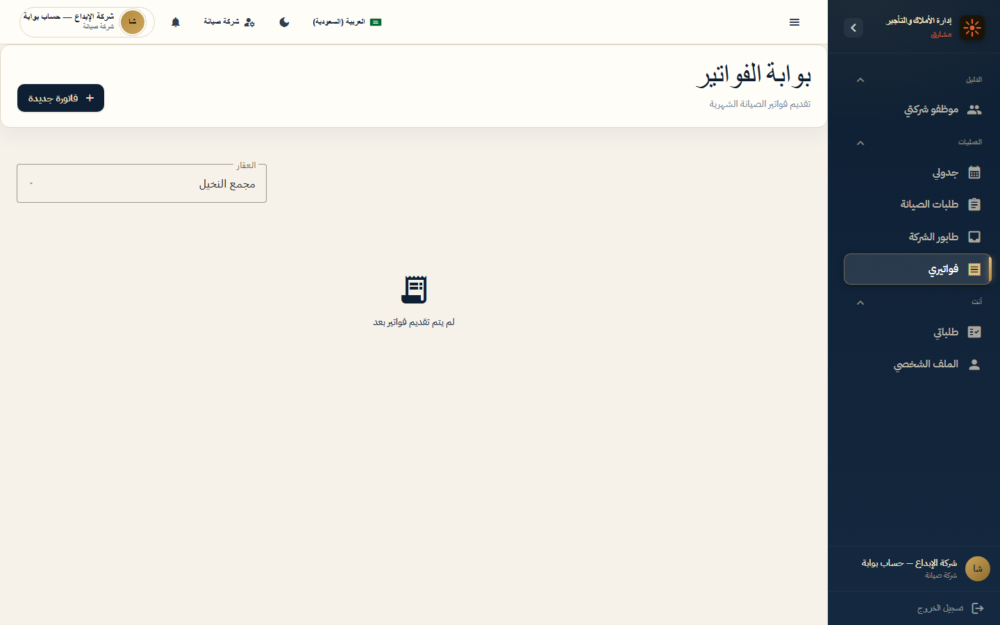 إدارة الأملاك والتأجير
مشارق
الدليل
موظفو شركتي
العمليات
جدولي
طلبات الصيانة
طابور الشركة
فواتيري
أنت
طلباتي
الملف الشخصي
شا
شركة الإبداع — حساب بوابة
شركة صيانة
تسجيل الخروج
العربية (السعودية)
شركة صيانة
شا
شركة الإبداع — حساب بوابة
شركة صيانة
بوابة الفواتير
تقديم فواتير الصيانة الشهرية
فاتورة جديدة
العقار
مجمع النخيل
لم يتم تقديم فواتير بعد